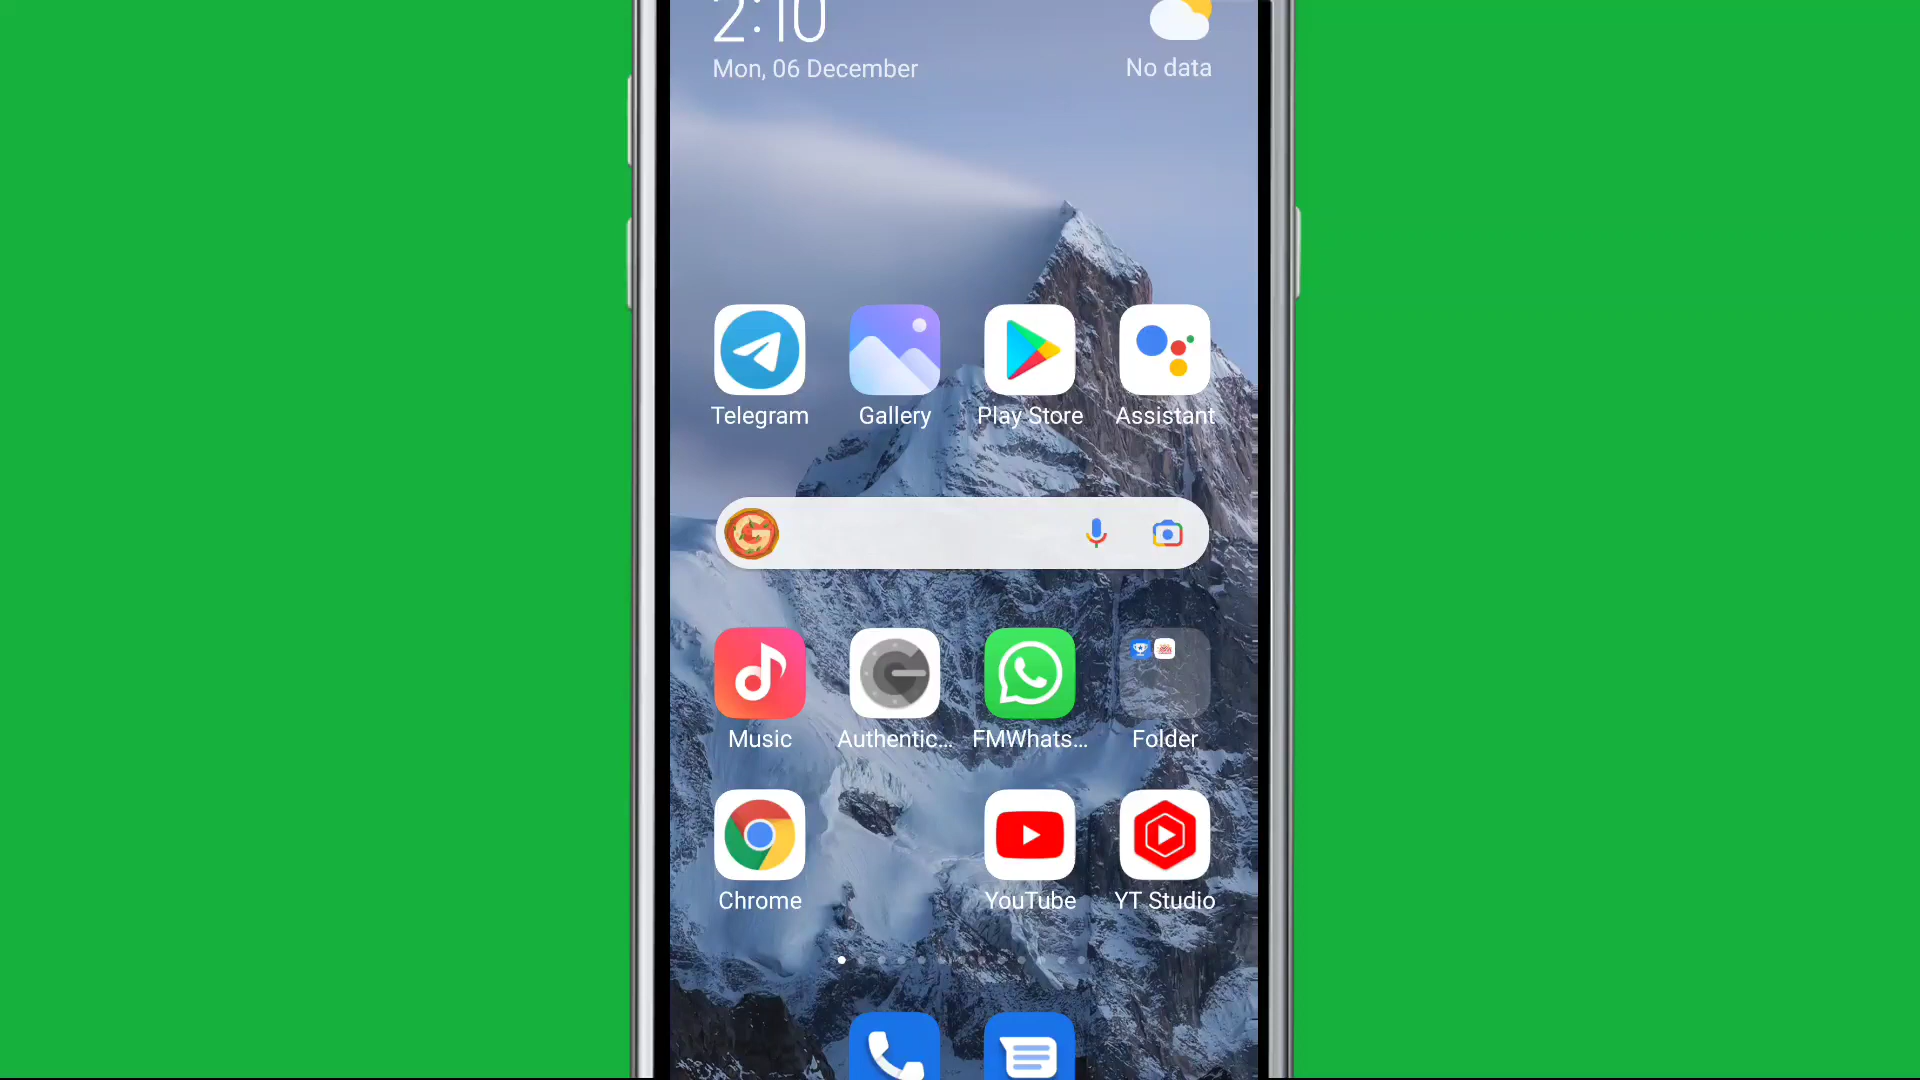 2:10
Mon, 06 December
No data
Telegram
Gallery
Play Store
Assistant
Music
Authentic...
FMWhats...
Folder
Chrome
YouTube
YT Studio